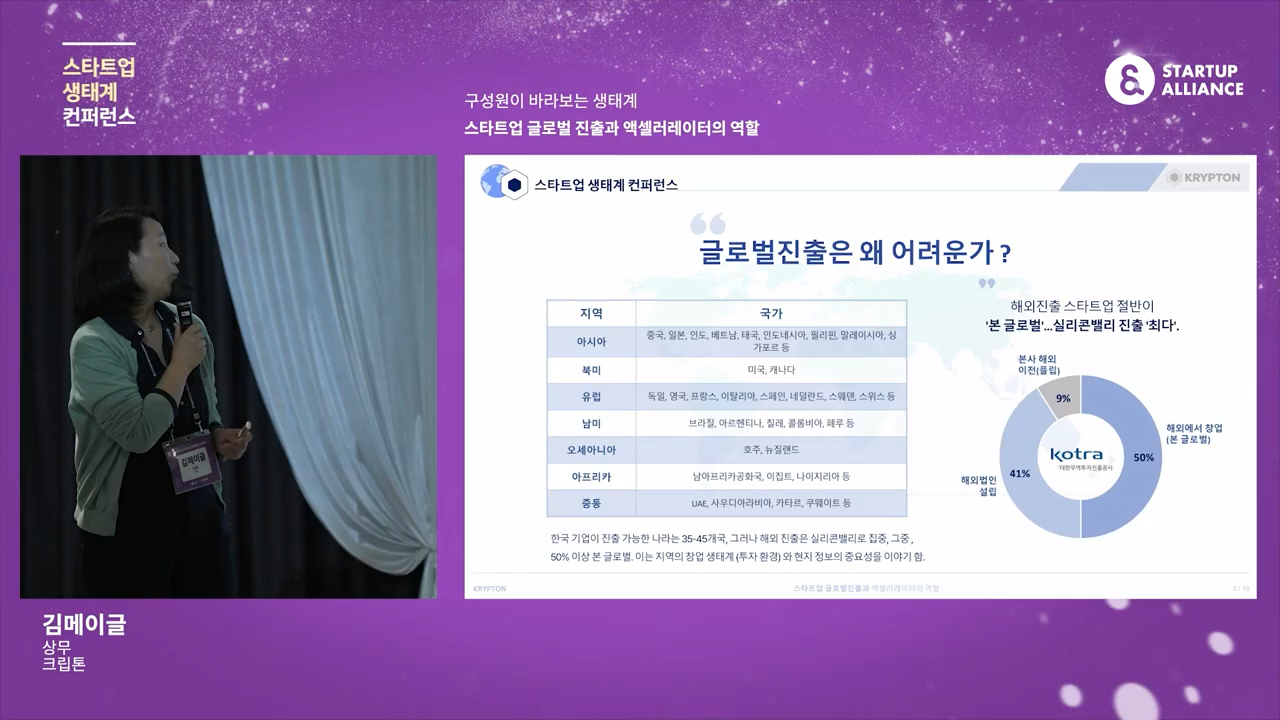 스타트업
생태계
컨퍼런스
STARTUP
ALLIANCE
구성원이 바라보는 생태계
스타트업 글로벌 진출과 액셀러레이터의 역할
스타트업 생태계 컨퍼런스
KRYPTON
글로벌진출은 왜 어려운가 ?
지역 국가
아시아 중국, 일본, 인도, 베트남, 태국, 인도네시아, 필리핀, 말레이시아, 싱
가포르 등
북미 미국, 캐나다
유럽 독일, 영국, 프랑스, 이탈리아, 스페인, 네덜란드, 스웨덴, 스위스 등
남미 브라질, 아르헨티나, 칠레, 콜롬비아, 페루 등
오세아니아 호주, 뉴질랜드
아프리카 남아프리카공화국, 이집트, 나이지리아 등
중동 UAE, 사우디아라비아, 카타르, 쿠웨이트 등
한국 기업이 진출 가능한 나라는 35-45개국, 그러나 해외 진출은 실리콘밸리로 집중, 그중 ,
50% 이상 본 글로벌. 이는 지역의 창업 생태계 (투자 환경) 와 현지 정보의 중요성을 이야기 함.
해외진출 스타트업 절반이
'본 글로벌'...실리콘밸리 진출 '최다'.
본사 해외
이전(플립)
9%
해외에서 창업
(본 글로벌)
50%
kotra
대한무역투자진흥공사
41%
해외법인
설립
KRYPTON
스타트업 글로벌진출과 액셀러레이터의 역할
3 / 19
김메이글
김메이글
상무
크립톤